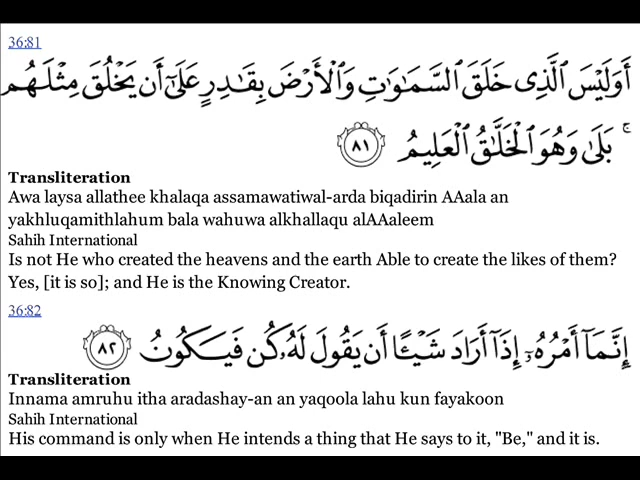 36:81
أَوَلَيْسَ ٱلَّذِى خَلَقَ ٱلسَّمَٰوَٰتِ وَٱلْأَرْضَ بِقَٰدِرٍ عَلَىٰٓ أَن يَخْلُقَ مِثْلَهُم
ۚ بَلَىٰ وَهُوَ ٱلْخَلَّٰقُ ٱلْعَلِيمُ ٨١
Transliteration
Awa laysa allathee khalaqa assamawatiwal-arda biqadirin AAala an
yakhluqamithlahum bala wahuwa alkhallaqu alAAaleem
Sahih International
Is not He who created the heavens and the earth Able to create the likes of them?
Yes, [it is so]; and He is the Knowing Creator.
36:82
إِنَّمَآ أَمْرُهُۥٓ إِذَآ أَرَادَ شَيْـًٔا أَن يَقُولَ لَهُۥ كُن فَيَكُونُ ٨٢
Transliteration
Innama amruhu itha aradashay-an an yaqoola lahu kun fayakoon
Sahih International
His command is only when He intends a thing that He says to it, "Be," and it is.